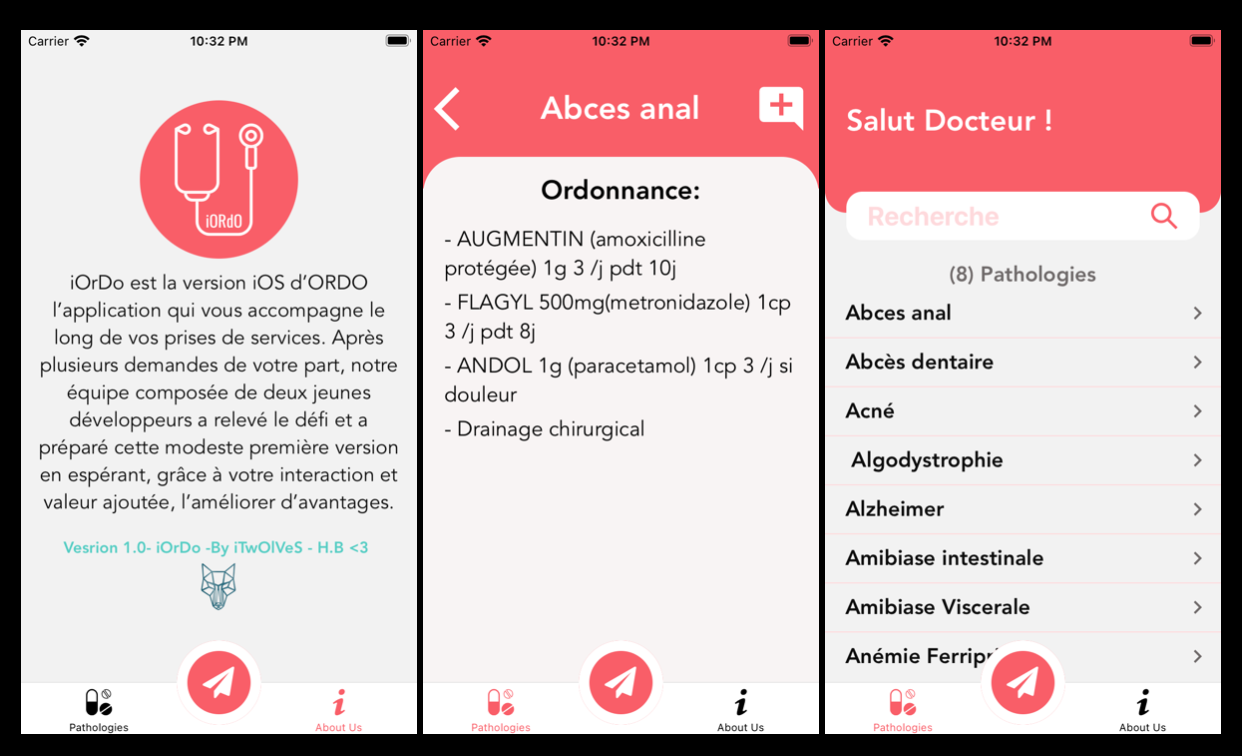 Carrier
10:32 PM
iORdO
iOrDo est la version iOS d’ORDO
l’application qui vous accompagne le
long de vos prises de services. Après
plusieurs demandes de votre part, notre
équipe composée de deux jeunes
développeurs a relevé le défi et a
préparé cette modeste première version
en espérant, grâce à votre interaction et
valeur ajoutée, l’améliorer d’avantages.
Vesrion 1.0- iOrDo -By iTwOlVeS - H.B <3
Pathologies
About Us
Carrier
10:32 PM
Abces anal
Ordonnance:
- AUGMENTIN (amoxicilline
protégée) 1g 3 /j pdt 10j
- FLAGYL 500mg(metronidazole) 1cp
3 /j pdt 8j
- ANDOL 1g (paracetamol) 1cp 3 /j si
douleur
- Drainage chirurgical
Pathologies
About Us
Carrier
10:32 PM
Salut Docteur !
Recherche
(8) Pathologies
Abces anal
Abcès dentaire
Acné
Algodystrophie
Alzheimer
Amibiase intestinale
Amibiase Viscerale
Anémie
Pathologies
About Us